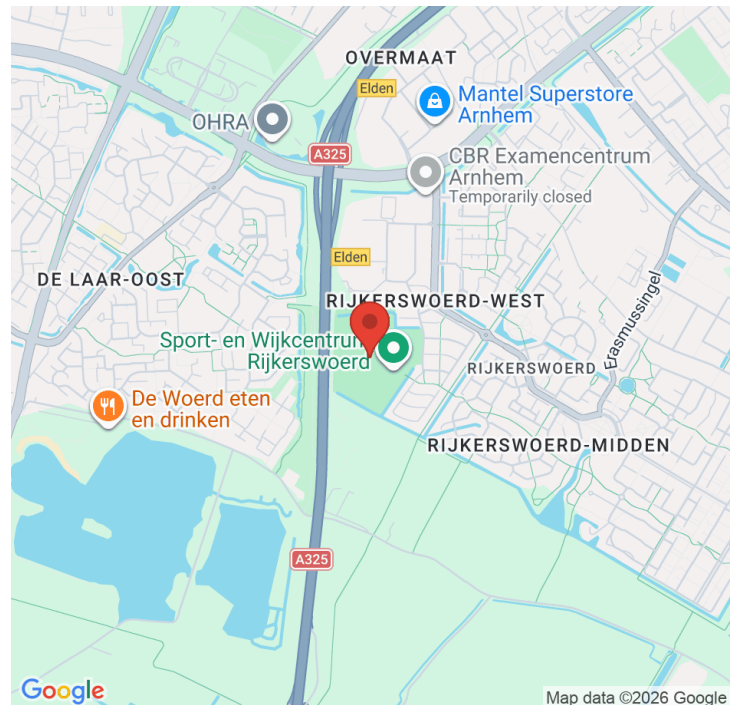 OVERMAAT
Elden
Mantel Superstore
Arnhem
OHRA
A325
CBR Examencentrum
Arnhem
Temporarily closed
Elden
DE LAAR-OOST
RIJKERSWOERD-WEST
Erasmussingel
Sport- en Wijkcentrum
Rijkerswoerd
RIJKERSWOERD
De Woerd eten
en drinken
RIJKERSWOERD-MIDDEN
A325
Google
Map data ©2026 Google